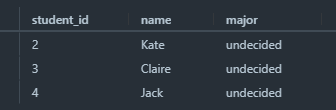 student_id name major
2 Kate undecided
3 Claire undecided
4 Jack undecided